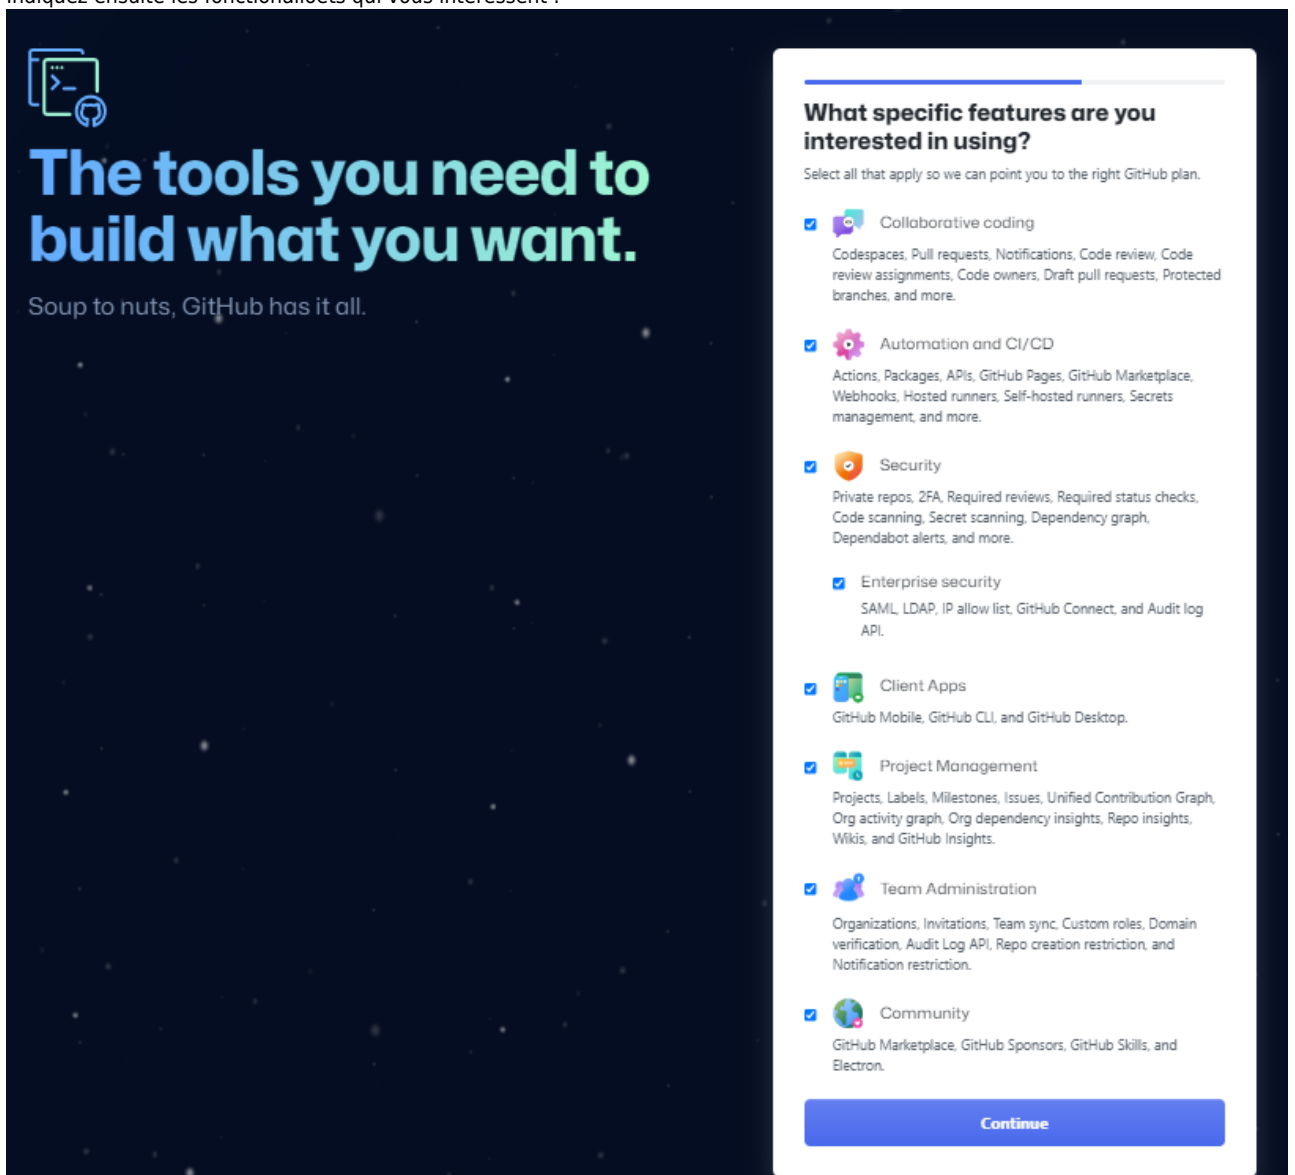 Indiquez ensuite les fonctionalloéts qui vous intéressent :
The tools you need to
build what you want.
Soup to nuts, GitHub has it all.
What specific features are you
interested in using?
Select all that apply so we can point you to the right GitHub plan.
Collaborative coding
Codespaces, Pull requests, Notifications, Code review, Code
review assignments, Code owners, Draft pull requests, Protected
branches, and more.
Automation and CI/CD
Actions, Packages, APIs, GitHub Pages, GitHub Marketplace,
Webhooks, Hosted runners, Self-hosted runners, Secrets
management, and more.
Security
Private repos, 2FA, Required reviews, Required status checks,
Code scanning, Secret scanning, Dependency graph,
Dependabot alerts, and more.
Enterprise security
SAML, LDAP, IP allow list, GitHub Connect, and Audit log
API.
Client Apps
GitHub Mobile, GitHub CLI, and GitHub Desktop.
Project Management
Projects, Labels, Milestones, Issues, Unified Contribution Graph,
Org activity graph, Org dependency insights, Repo insights,
Wikis, and GitHub Insights.
Team Administration
Organizations, Invitations, Team sync, Custom roles, Domain
verification, Audit Log API, Repo creation restriction, and
Notification restriction.
Community
GitHub Marketplace, GitHub Sponsors, GitHub Skills, and
Electron.
Continue